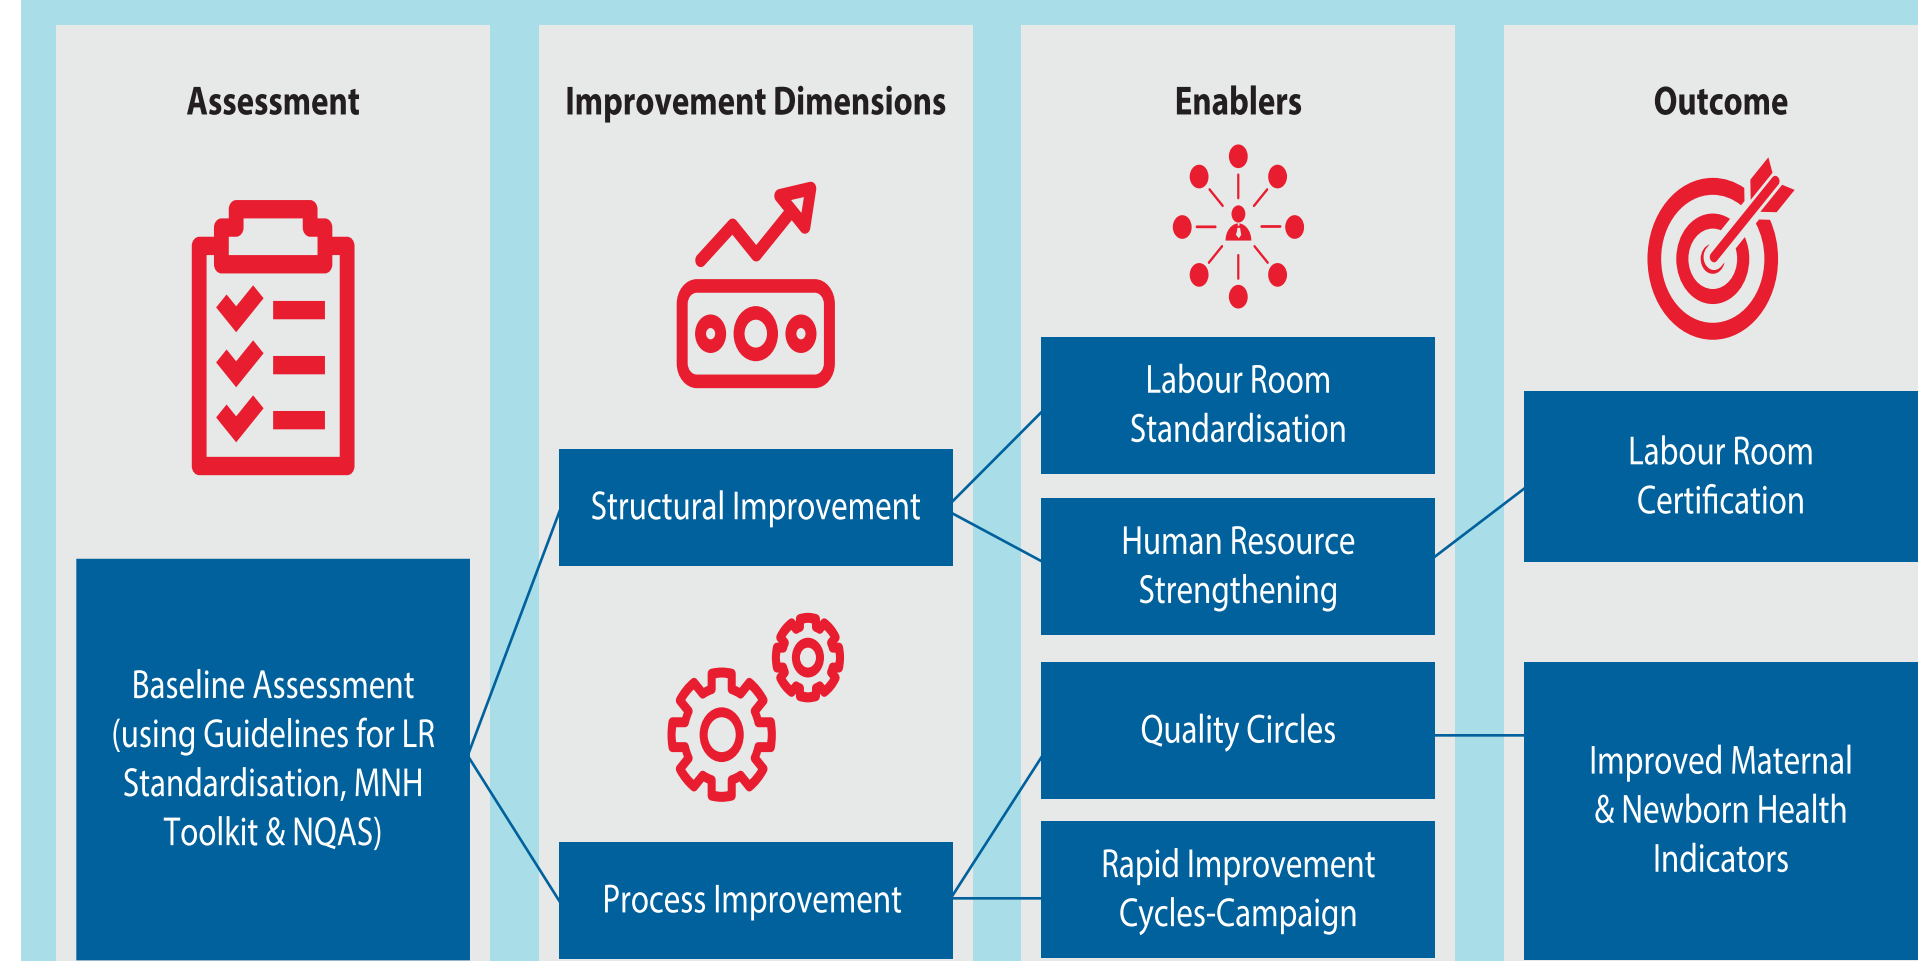 Assessment
Baseline Assessment
(using Guidelines for LR
Standardisation, MNH
Toolkit & NQAS)
Improvement Dimensions
Structural Improvement
Process Improvement
Enablers
Labour Room
Standardisation
Human Resource
Strengthening
Quality Circles
Rapid Improvement
Cycles-Campaign
Outcome
Labour Room
Certification
Improved Maternal
& Newborn Health
Indicators